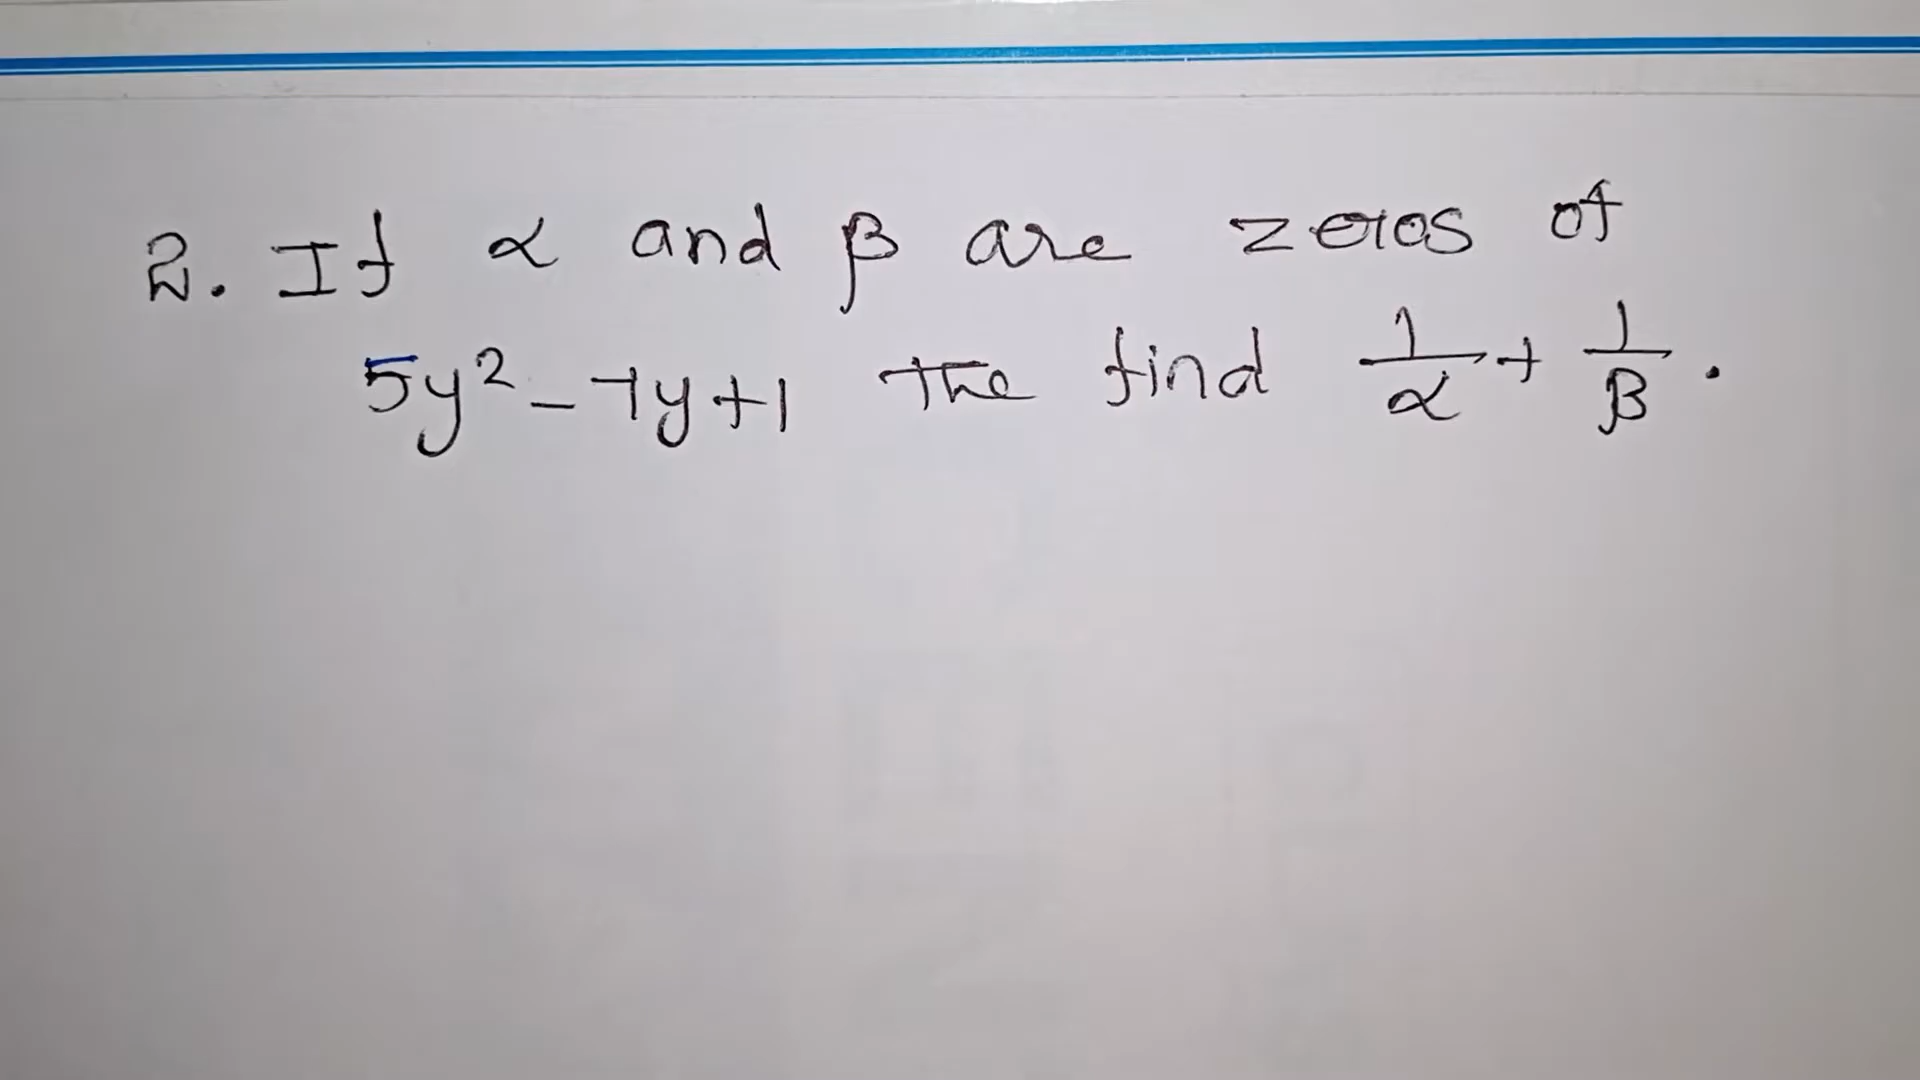 2. If α and β are zeros of
5y² - 7y + 1 the find 1/α + 1/β.